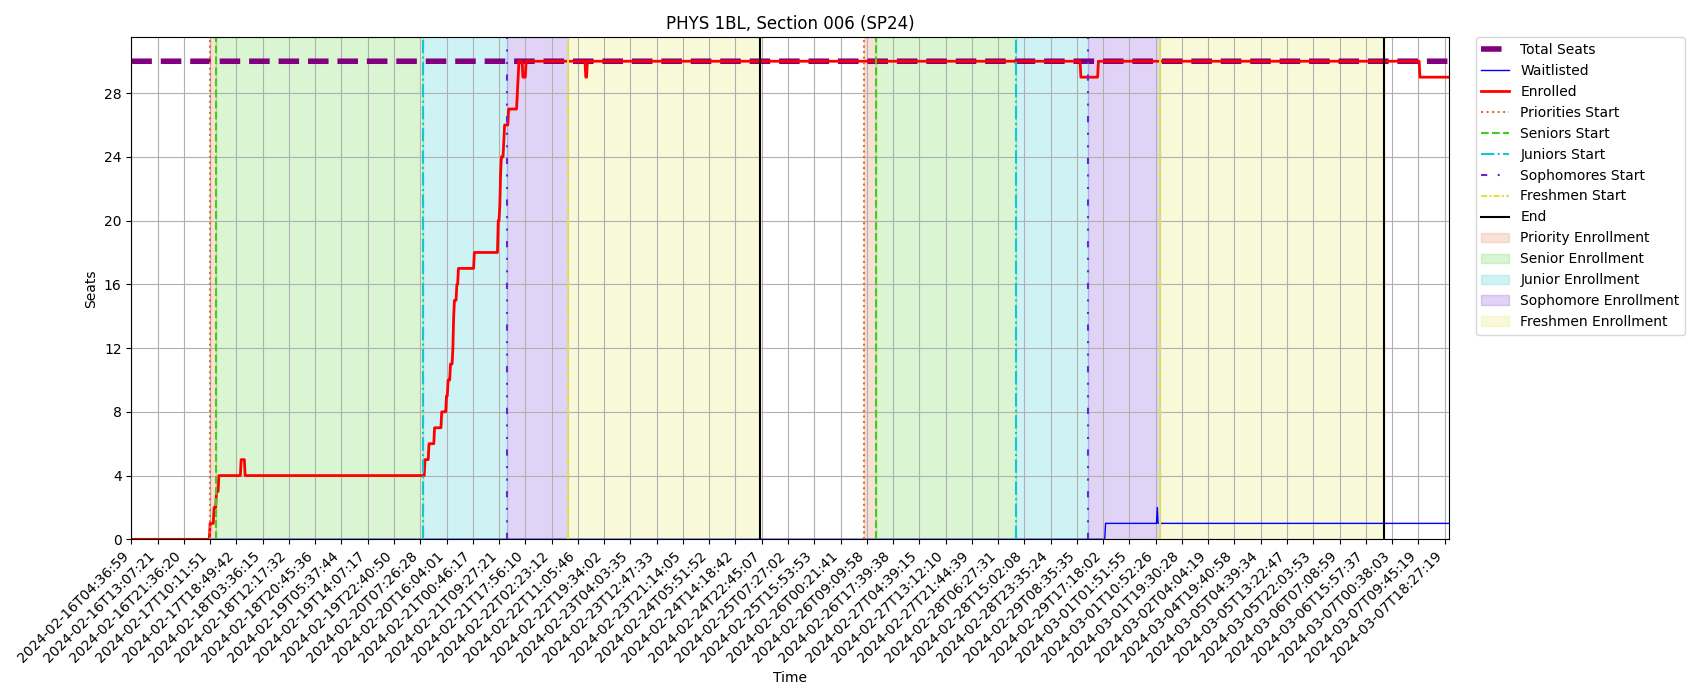 PHYS 1BL, Section 006 (SP24)
Total Seats
Waitlisted
Enrolled
Priorities Start
Seniors Start
Juniors Start
Sophomores Start
Freshmen Start
End
Priority Enrollment
Senior Enrollment
Junior Enrollment
Sophomore Enrollment
Freshmen Enrollment
Seats
28
24
20
16
12
8
4
0
2024-02-16T04:36:59
2024-02-16T13:07:21
2024-02-16T21:36:20
2024-02-17T10:11:51
2024-02-17T18:49:42
2024-02-18T03:36:15
2024-02-18T12:17:32
2024-02-18T20:45:36
2024-02-19T05:37:44
2024-02-19T14:07:17
2024-02-19T22:40:50
2024-02-20T07:26:28
2024-02-20T16:04:01
2024-02-21T00:46:17
2024-02-21T09:27:21
2024-02-21T17:56:10
2024-02-22T02:23:12
2024-02-22T11:05:46
2024-02-22T19:34:02
2024-02-23T04:03:35
2024-02-23T12:47:33
2024-02-23T21:14:05
2024-02-24T05:51:52
2024-02-24T14:18:42
2024-02-24T22:45:07
2024-02-25T07:27:02
2024-02-25T15:53:53
2024-02-26T00:21:41
2024-02-26T09:09:58
2024-02-26T17:39:38
2024-02-27T04:39:15
2024-02-27T13:12:10
2024-02-27T21:44:39
2024-02-28T06:27:31
2024-02-28T15:02:08
2024-02-28T23:35:24
2024-02-29T08:35:35
2024-02-29T17:18:02
2024-03-01T01:51:55
2024-03-01T10:52:26
2024-03-01T19:30:28
2024-03-02T04:04:19
2024-03-04T19:40:58
2024-03-05T04:39:34
2024-03-05T13:22:47
2024-03-05T22:03:53
2024-03-06T07:08:59
2024-03-06T15:57:37
2024-03-07T00:38:03
2024-03-07T09:45:19
2024-03-07T18:27:19
Time